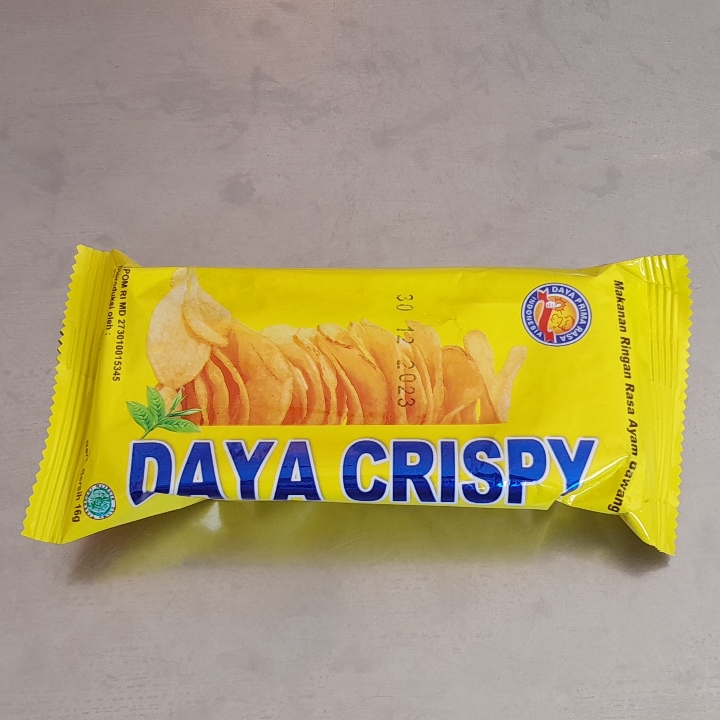 POM RI MD 273010015345
diproduksi oleh :
30 12 2023
DAYA PRIMA RASA
INDONESIA
Makanan Ringan Rasa Ayam Bawang
DAYA CRISPY
bersih 16g